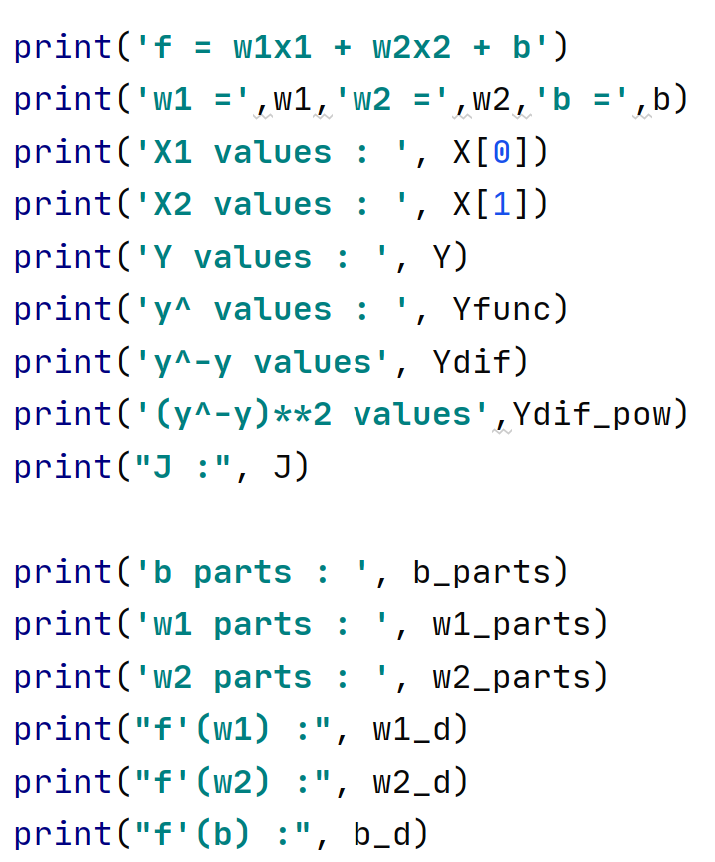 print('f = w1x1 + w2x2 + b')
print('w1 =',w1,'w2 =',w2,'b =',b)
print('X1 values : ', X[0])
print('X2 values : ', X[1])
print('Y values : ', Y)
print('y^ values : ', Yfunc)
print('y^-y values', Ydif)
print('(y^-y)**2 values',Ydif_pow)
print("J :", J)
print('b parts : ', b_parts)
print('w1 parts : ', w1_parts)
print('w2 parts : ', w2_parts)
print("f'(w1) :", w1_d)
print("f'(w2) :", w2_d)
print("f'(b) :", b_d)